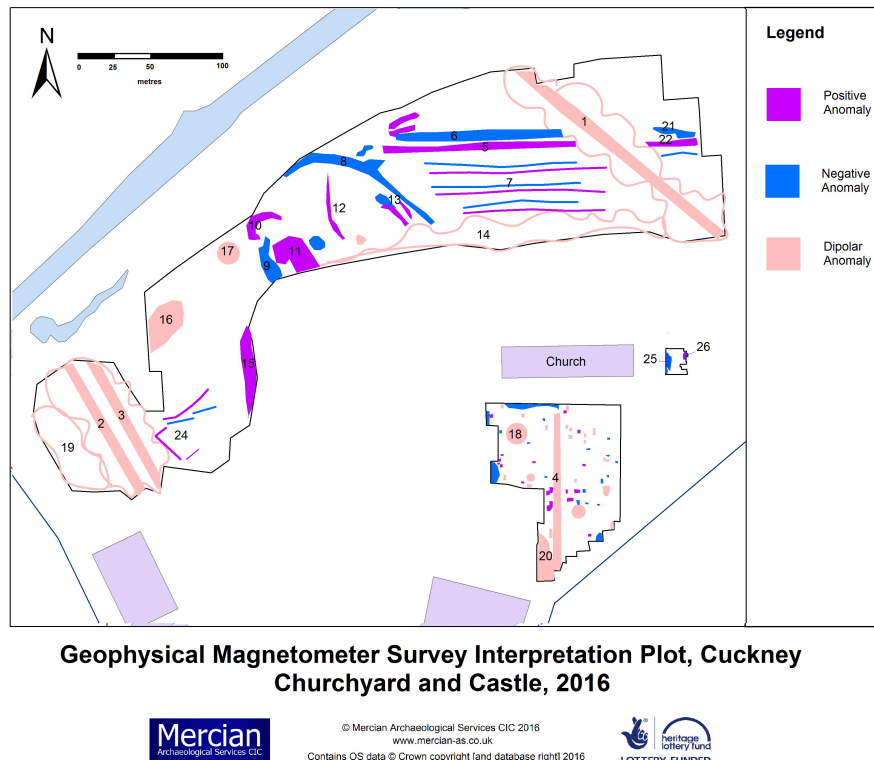 N
0 25 50 100
metres
Legend
Positive
Anomaly
Negative
Anomaly
Dipolar
Anomaly
1
21
22
6
5
8
7
13
12
14
10
17
11
9
16
15
3
2
19
24
Church
25
26
18
4
20
Geophysical Magnetometer Survey Interpretation Plot, Cuckney
Churchyard and Castle, 2016
Mercian
Archaeological Services CIC
© Mercian Archaeological Services CIC 2016
www.mercian-as.co.uk
Contains OS data © Crown copyright [and database right] 2016
heritage
lottery fund
LOTTERY FUNDED